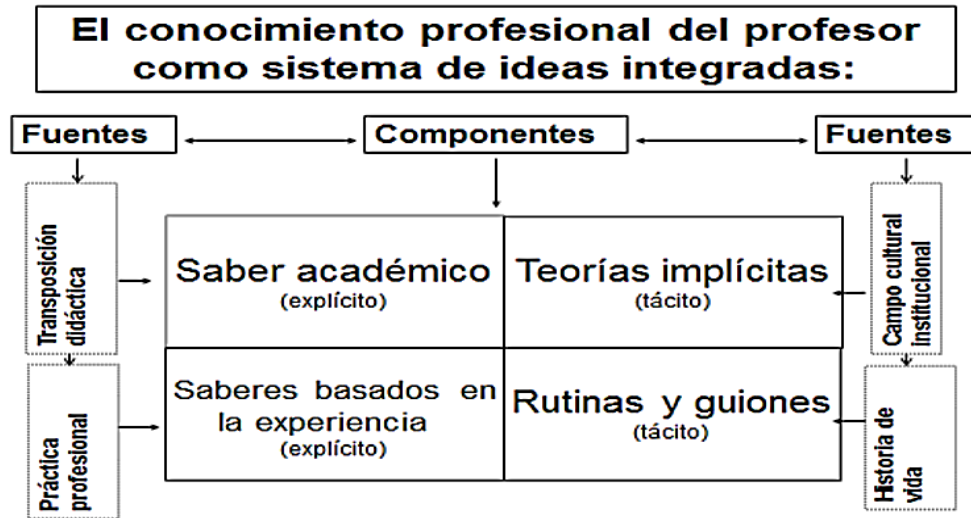 El conocimiento profesional del profesor
como sistema de ideas integradas:
Fuentes
Componentes
Fuentes
Transposición
didáctica
Saber académico
(explícito)
Teorías implícitas
(tácito)
Campo cultural
institucional
Práctica
profesional
Saberes basados en
la experiencia
(explícito)
Rutinas y guiones
(tácito)
Historia de
vida